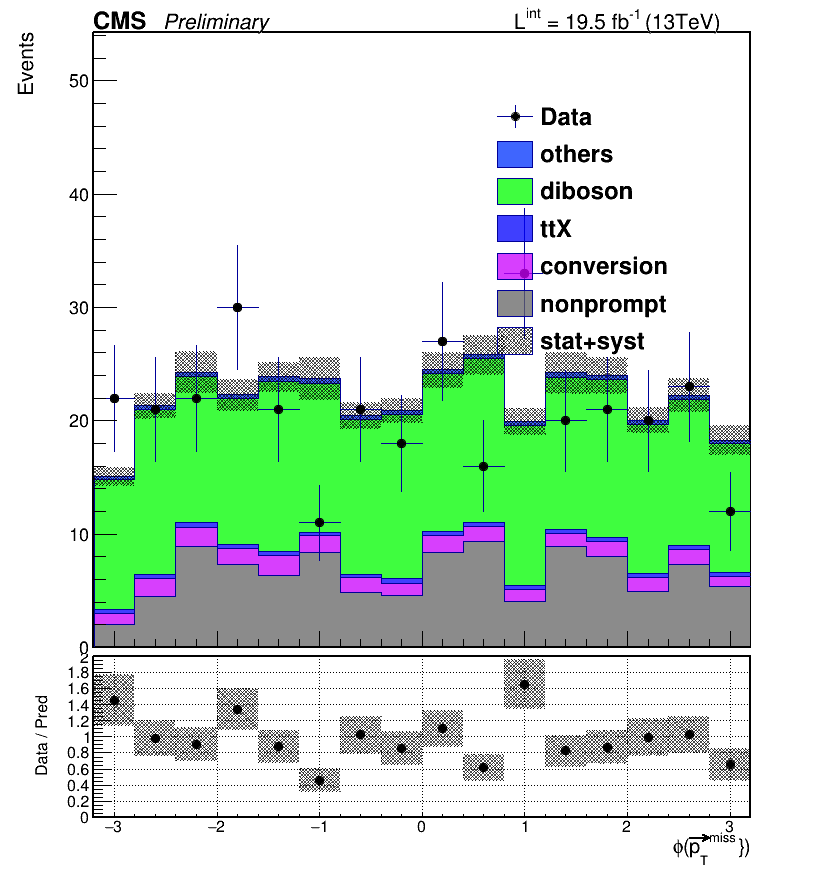 CMS Preliminary L^int = 19.5 fb^-1 (13TeV)
Events
50
40
30
20
10
0
Data
others
diboson
ttX
conversion
nonprompt
stat+syst
Data / Pred
2
1.8
1.6
1.4
1.2
1
0.8
0.6
0.4
0.2
0
−3 −2 −1 0 1 2 3
ϕ(p_T^miss })